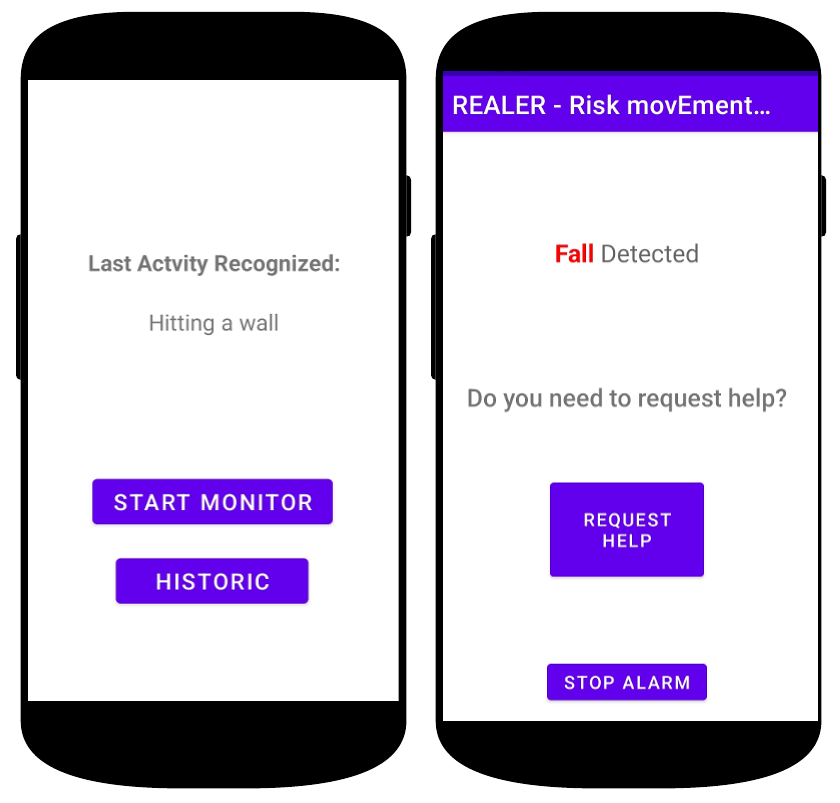 Last Actvity Recognized:
Hitting a wall
START MONITOR
HISTORIC
REALER - Risk movEment...
Fall Detected
Do you need to request help?
REQUEST
HELP
STOP ALARM